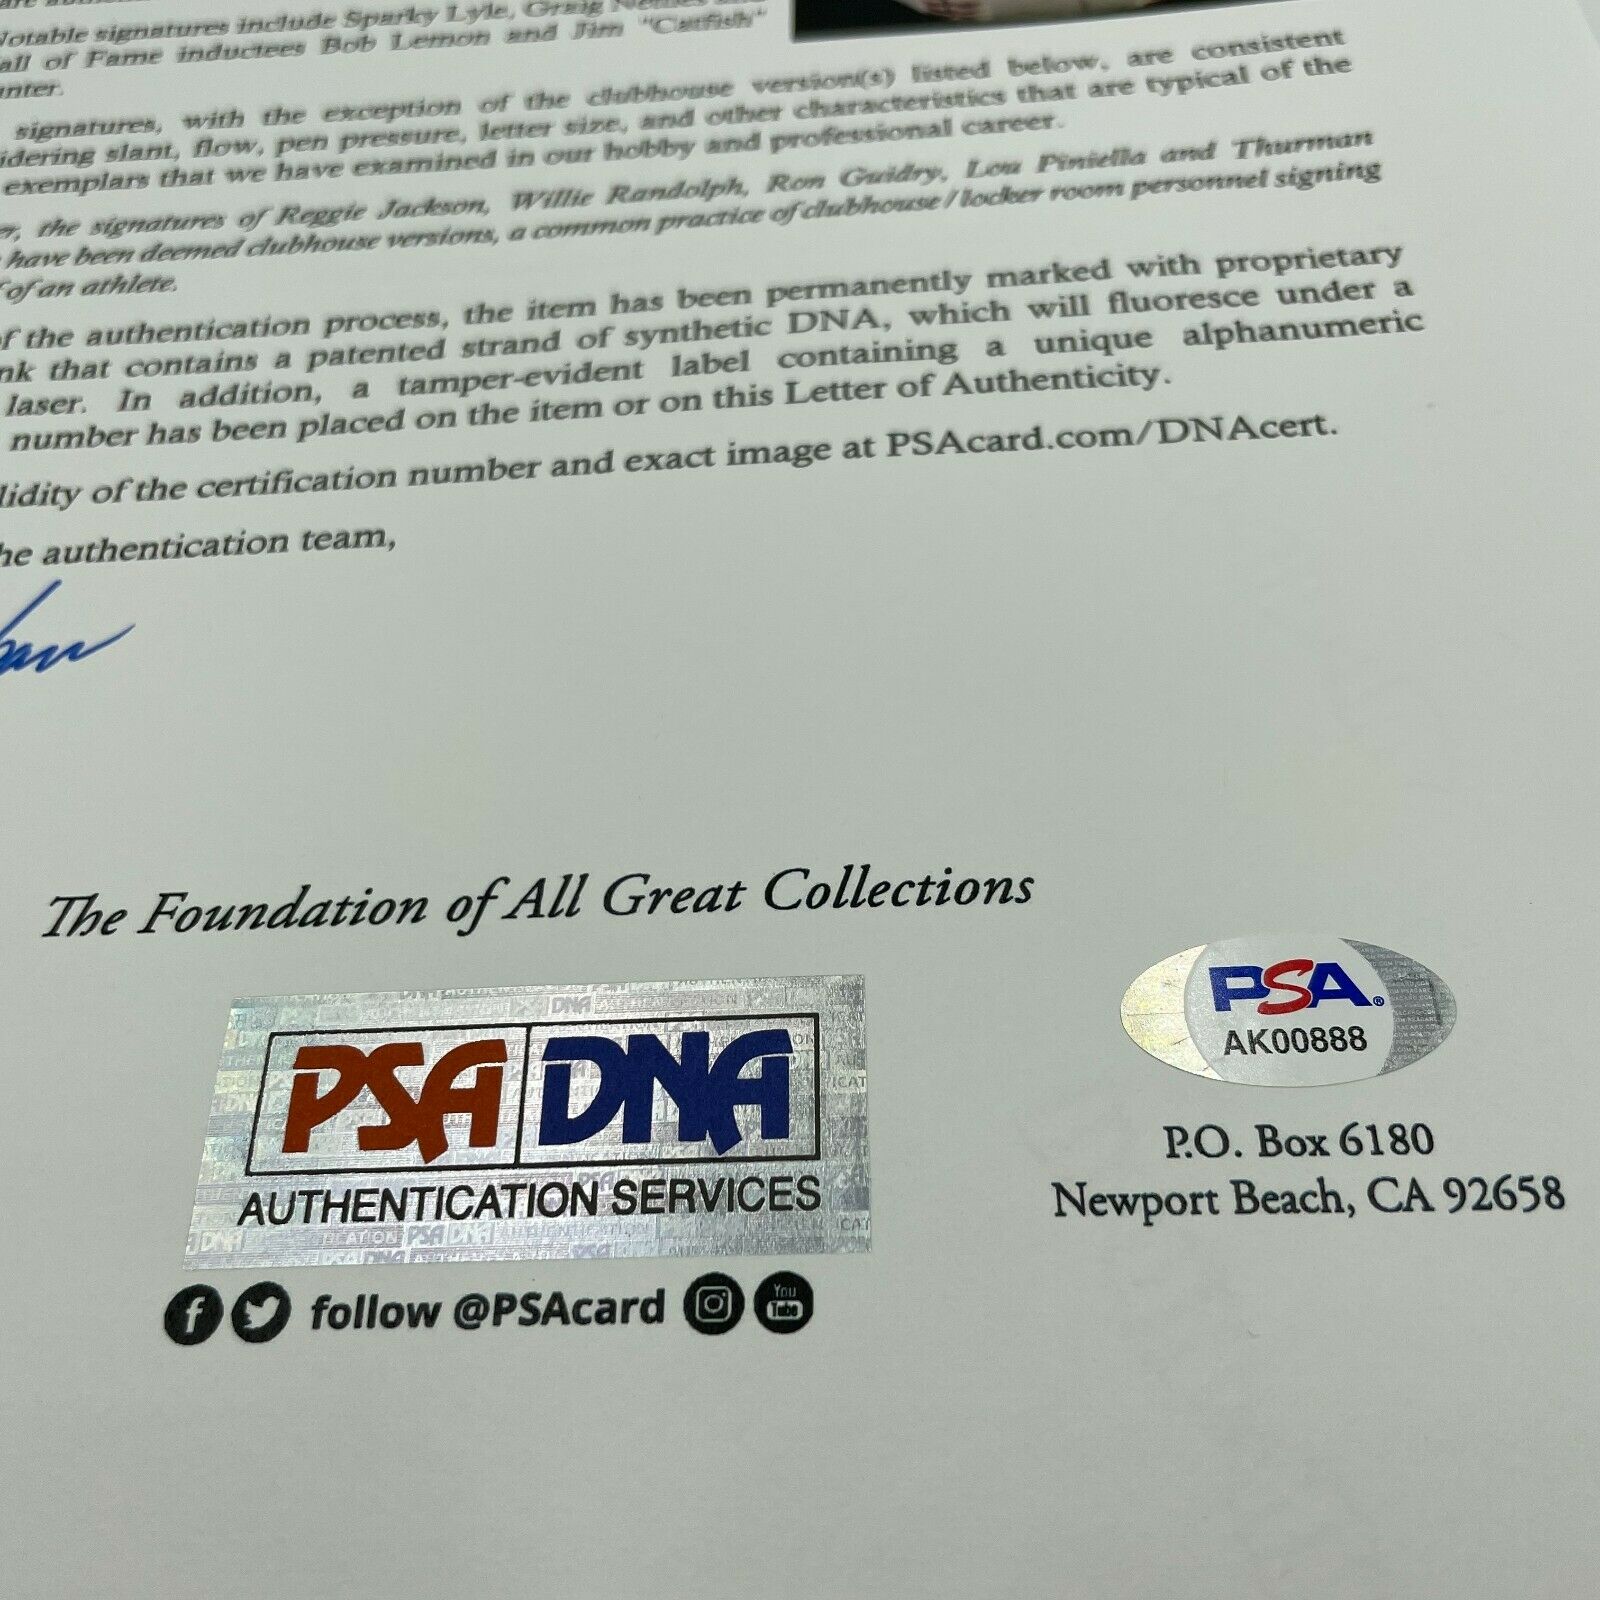 Notable signatures include Sparky Lyle, Graig Nettles and
all of Fame inductees Bob Lemon and Jim "Catfish"
unter.
signatures, with the exception of the clubhouse version(s) listed below, are consistent
idering slant, flow, pen pressure, letter size, and other characteristics that are typical of the
exemplars that we have examined in our hobby and professional career.
er, the signatures of Reggie Jackson, Willie Randolph, Ron Guidry, Lou Piniella and Thurman
have been deemed clubhouse versions, a common practice of clubhouse / locker room personnel signing
of an athlete.
of the authentication process, the item has been permanently marked with proprietary
nk that contains a patented strand of synthetic DNA, which will fluoresce under a
laser. In addition, a tamper-evident label containing a unique alphanumeric
number has been placed on the item or on this Letter of Authenticity.
lidity of the certification number and exact image at PSAcard.com/DNAcert.
he authentication team,
The Foundation of All Great Collections
PSA DNA
AUTHENTICATION SERVICES
follow @PSAcard
You
Tube
PSA®
AK00888
P.O. Box 6180
Newport Beach, CA 92658